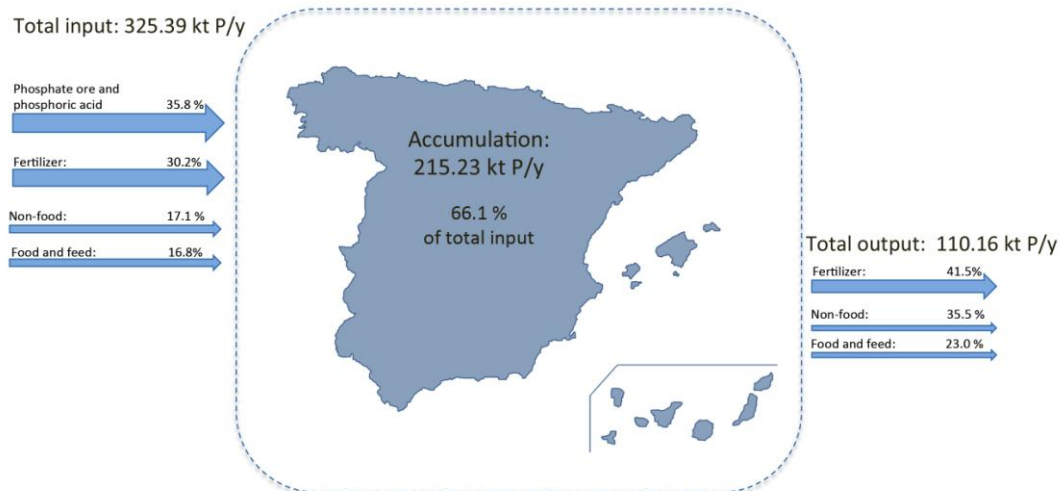 Total input: 325.39 kt P/y
Phosphate ore and
phosphoric acid 35.8 %
Fertilizer: 30.2%
Non-food: 17.1 %
Food and feed: 16.8%
Accumulation:
215.23 kt P/y
66.1 %
of total input
Total output: 110.16 kt P/y
Fertilizer: 41.5%
Non-food: 35.5 %
Food and feed: 23.0 %